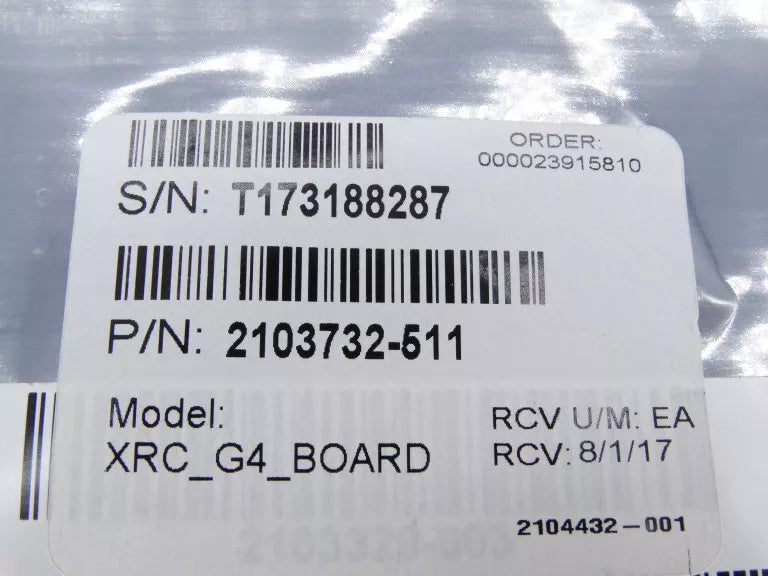 ORDER:
000023915810
S/N: T173188287
P/N: 2103732-511
Model:
XRC_G4_BOARD
RCV U/M: EA
RCV: 8/1/17
2104432-001